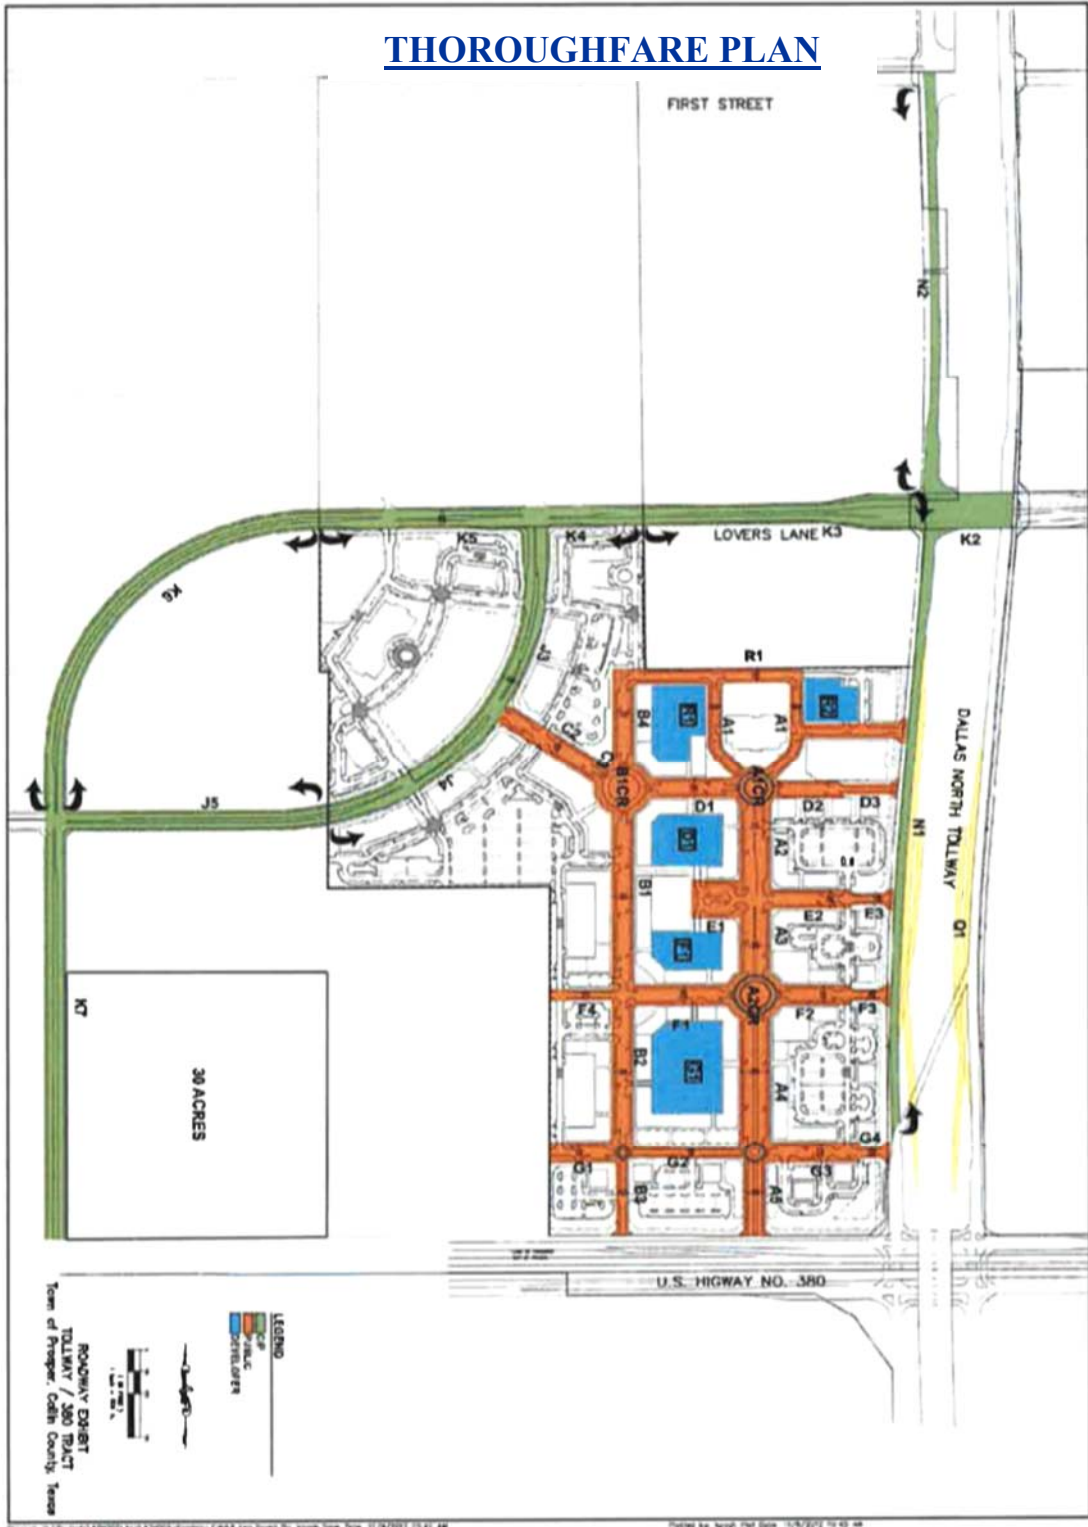 THOROUGHFARE PLAN
FIRST STREET
N2
K5
K4
LOVERS LANE
K3
K2
K6
J3
R1
C2
B4
A1
A1
DALLAS NORTH TOLLWAY
J4
J5
B1CR
A1CR
D1
D2
D3
N1
A2
B1
E1
E2
E3
A3
Q1
A2CR
F4
F1
F2
F3
B2
A4
K7
30 ACRES
G1
G2
G3
G4
B3
A5
U.S. HIGWAY NO. 380
LEGEND
CIP
PUBLIC
DEVELOPER
ROADWAY EXHIBIT
TOLLWAY / 380 TRACT
Town of Prosper, Collin County, Texas